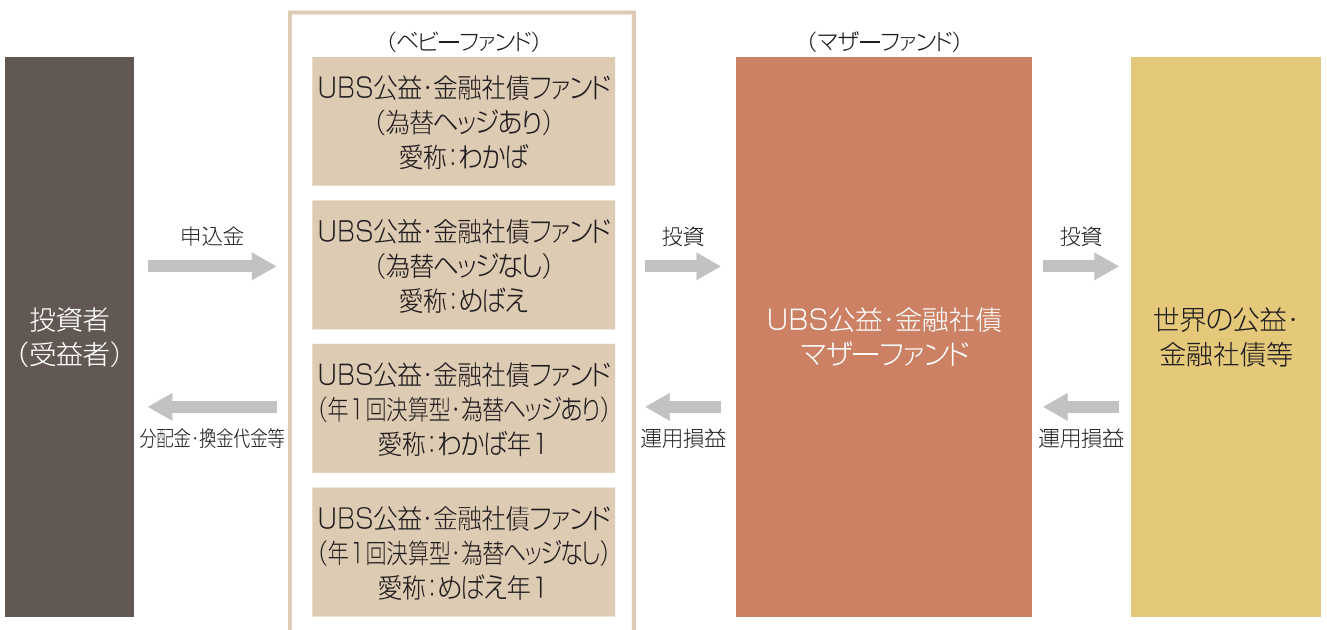 (ベビーファンド)
(マザーファンド)
投資者
(受益者)
申込金
分配金・換金代金等
UBS公益・金融社債ファンド
(為替ヘッジあり)
愛称:わかば
UBS公益・金融社債ファンド
(為替ヘッジなし)
愛称:めばえ
UBS公益・金融社債ファンド
(年1回決算型・為替ヘッジあり)
愛称:わかば年1
UBS公益・金融社債ファンド
(年1回決算型・為替ヘッジなし)
愛称:めばえ年1
投資
運用損益
UBS公益・金融社債
マザーファンド
投資
運用損益
世界の公益・
金融社債等